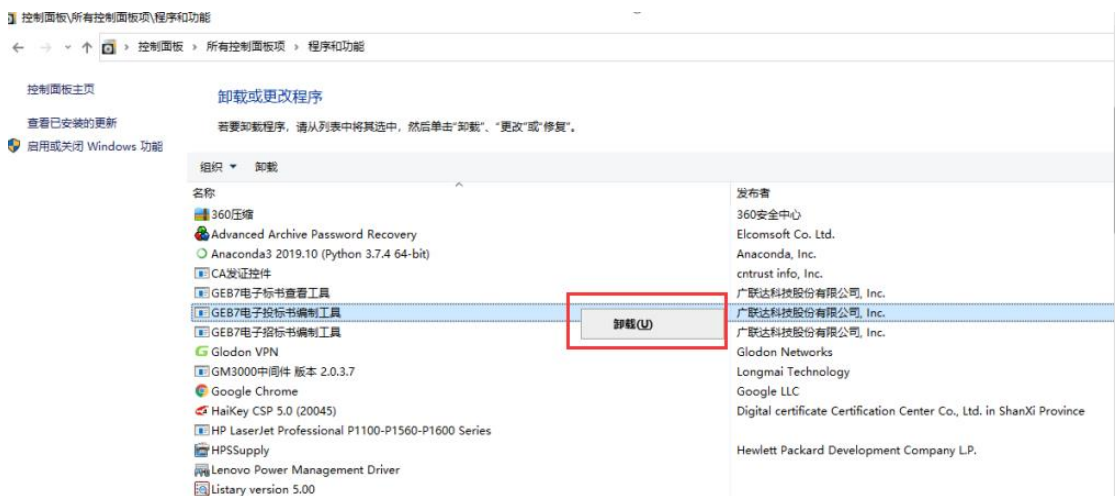 控制面板\所有控制面板项\程序和功能
控制面板 › 所有控制面板项 › 程序和功能
控制面板主页
卸载或更改程序
查看已安装的更新
若要卸载程序，请从列表中将其选中，然后单击"卸载"、"更改"或"修复"。
启用或关闭 Windows 功能
组织 卸载
名称 发布者
360压缩 360安全中心
Advanced Archive Password Recovery Elcomsoft Co. Ltd.
Anaconda3 2019.10 (Python 3.7.4 64-bit) Anaconda, Inc.
CA发证控件 cntrust info, Inc.
GEB7电子标书查看工具 广联达科技股份有限公司, Inc.
GEB7电子投标书编制工具 卸载(U) 广联达科技股份有限公司, Inc.
GEB7电子招标书编制工具 广联达科技股份有限公司, Inc.
Glodon VPN Glodon Networks
GM3000中间件 版本 2.0.3.7 Longmai Technology
Google Chrome Google LLC
HaiKey CSP 5.0 (20045) Digital certificate Certification Center Co., Ltd. in ShanXi Province
HP LaserJet Professional P1100-P1560-P1600 Series
HPSSupply Hewlett Packard Development Company L.P.
Lenovo Power Management Driver
Listary version 5.00